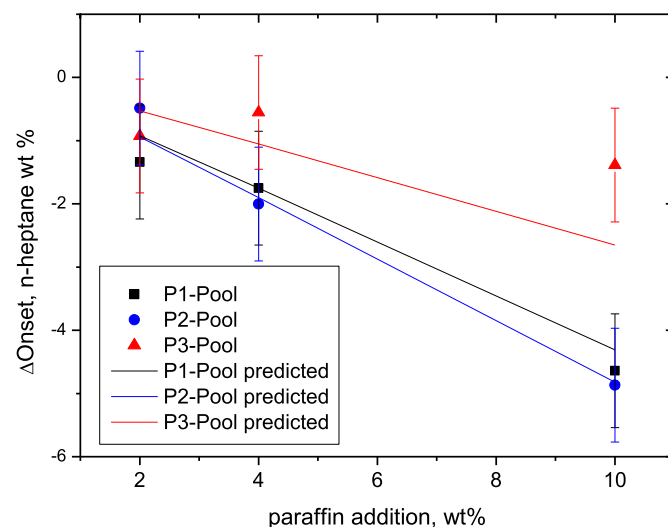 0
-2
-4
-6
ΔOnset, n-heptane wt %
P1-Pool
P2-Pool
P3-Pool
P1-Pool predicted
P2-Pool predicted
P3-Pool predicted
2 4 6 8 10
paraffin addition, wt%